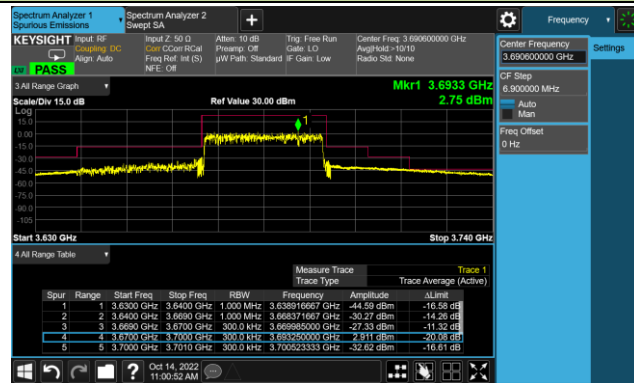 Spectrum Analyzer 1
Spurious Emissions
Spectrum Analyzer 2
Swept SA
Frequency
KEYSIGHT
Input: RF
Coupling: DC
Align: Auto
Input Z: 50 Ω
Corr CCorr RCal
Freq Ref: Int (S)
NFE: Off
Atten: 10 dB
Preamp: Off
µW Path: Standard
Trig: Free Run
Gate: LO
IF Gain: Low
Center Freq: 3.690600000 GHz
Avg|Hold:>10/10
Radio Std: None
PASS
Center Frequency
3.690600000 GHz
Settings
CF Step
6.900000 MHz
Auto
Man
Freq Offset
0 Hz
3 All Range Graph
Mkr1 3.6933 GHz
Scale/Div 15.0 dB
Ref Value 30.00 dBm
2.75 dBm
Log
15.0
0.00
-15.0
-30.0
-45.0
-60.0
-75.0
-90.0
-105
1
Start 3.630 GHz
Stop 3.740 GHz
4 All Range Table
Measure Trace Trace 1
Trace Type Trace Average (Active)
Spur Range Start Freq Stop Freq RBW Frequency Amplitude ΔLimit
1 1 3.6300 GHz 3.6400 GHz 1.000 MHz 3.638916667 GHz -44.59 dBm -16.58 dB
2 2 3.6400 GHz 3.6690 GHz 1.000 MHz 3.668371667 GHz -30.27 dBm -14.26 dB
3 3 3.6690 GHz 3.6700 GHz 300.0 kHz 3.669985000 GHz -27.33 dBm -11.32 dB
4 4 3.6700 GHz 3.7000 GHz 300.0 kHz 3.693250000 GHz 2.911 dBm -20.08 dB
5 5 3.7000 GHz 3.7010 GHz 300.0 kHz 3.700523333 GHz -32.62 dBm -16.61 dB
Oct 14, 2022
11:00:52 AM